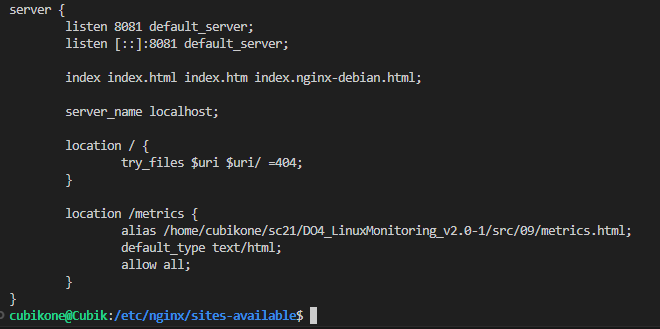 server {
        listen 8081 default_server;
        listen [::]:8081 default_server;

        index index.html index.htm index.nginx-debian.html;

        server_name localhost;

        location / {
                try_files $uri $uri/ =404;
        }

        location /metrics {
                alias /home/cubikone/sc21/DO4_LinuxMonitoring_v2.0-1/src/09/metrics.html;
                default_type text/html;
                allow all;
        }
}
cubikone@Cubik:/etc/nginx/sites-available$